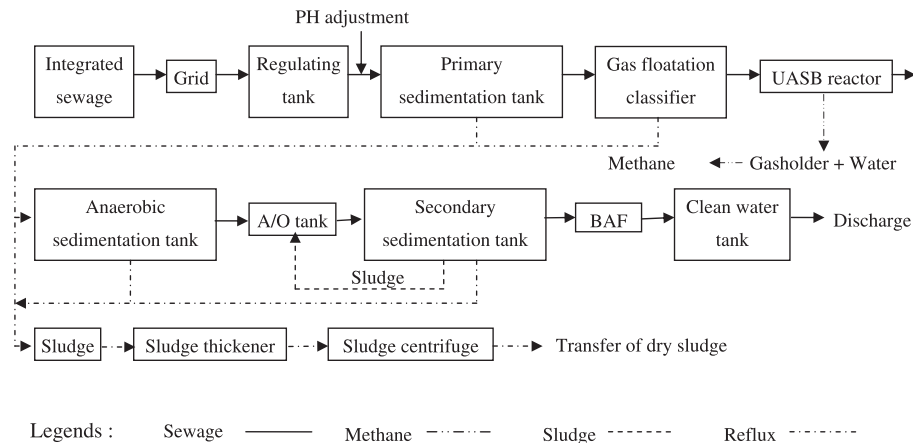 PH adjustment
Integrated
sewage
Grid
Regulating
tank
Primary
sedimentation tank
Gas floatation
classifier
UASB reactor
Methane
Gasholder + Water
Anaerobic
sedimentation tank
A/O tank
Secondary
sedimentation tank
BAF
Clean water
tank
Discharge
Sludge
Sludge
Sludge thickener
Sludge centrifuge
Transfer of dry sludge
Legends : Sewage Methane Sludge Reflux